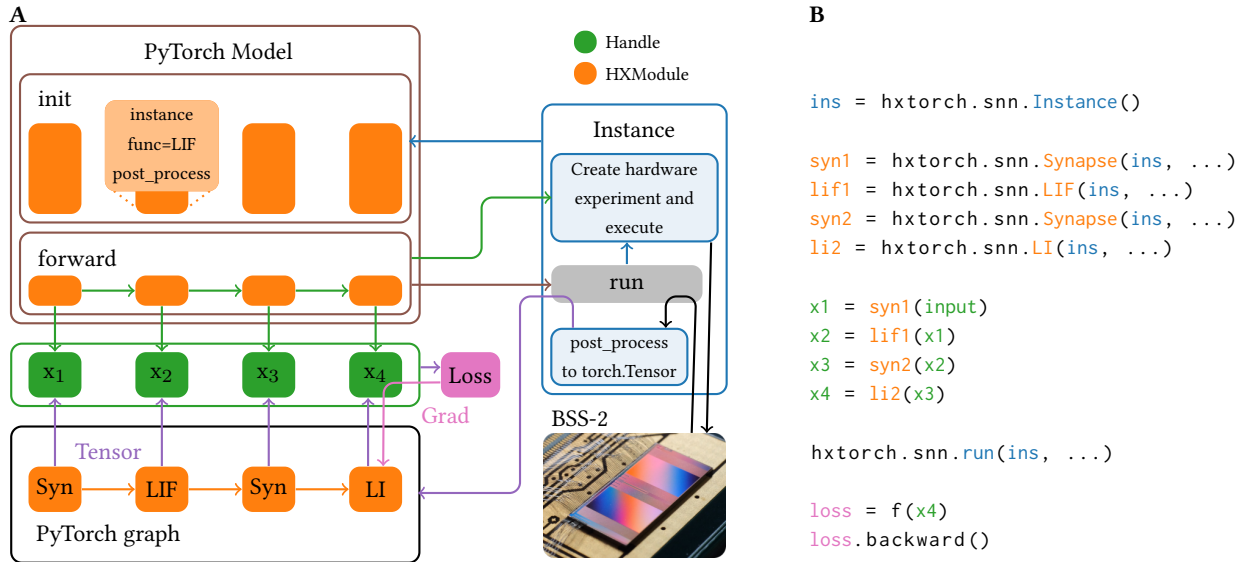 A
PyTorch Model
init
instance
func=LIF
post_process
forward
x1
x2
x3
x4
Loss
Grad
Tensor
Syn
LIF
Syn
LI
PyTorch graph
Handle
HXModule
Instance
Create hardware
experiment and
execute
run
post_process
to torch.Tensor
BSS-2
B
ins = hxtorch.snn.Instance()
syn1 = hxtorch.snn.Synapse(ins, ...)
lif1 = hxtorch.snn.LIF(ins, ...)
syn2 = hxtorch.snn.Synapse(ins, ...)
li2 = hxtorch.snn.LI(ins, ...)
x1 = syn1(input)
x2 = lif1(x1)
x3 = syn2(x2)
x4 = li2(x3)
hxtorch.snn.run(ins, ...)
loss = f(x4)
loss.backward()